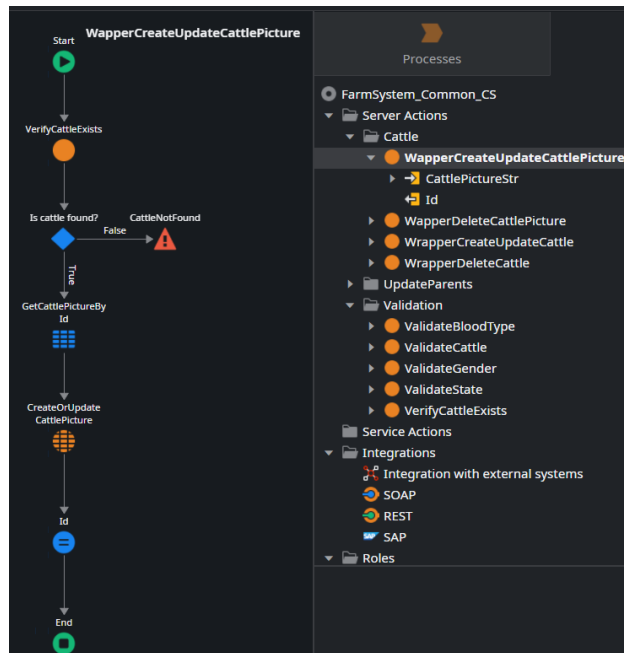 WapperCreateUpdateCattlePicture
Start
VerifyCattleExists
Is cattle found?
CattleNotFound
False
True
GetCattlePictureBy
Id
CreateOrUpdate
CattlePicture
Id
End
Processes
FarmSystem_Common_CS
Server Actions
Cattle
WapperCreateUpdateCattlePicture
CattlePictureStr
Id
WapperDeleteCattlePicture
WrapperCreateUpdateCattle
WrapperDeleteCattle
UpdateParents
Validation
ValidateBloodType
ValidateCattle
ValidateGender
ValidateState
VerifyCattleExists
Service Actions
Integrations
Integration with external systems
SOAP
REST
SAP
Roles